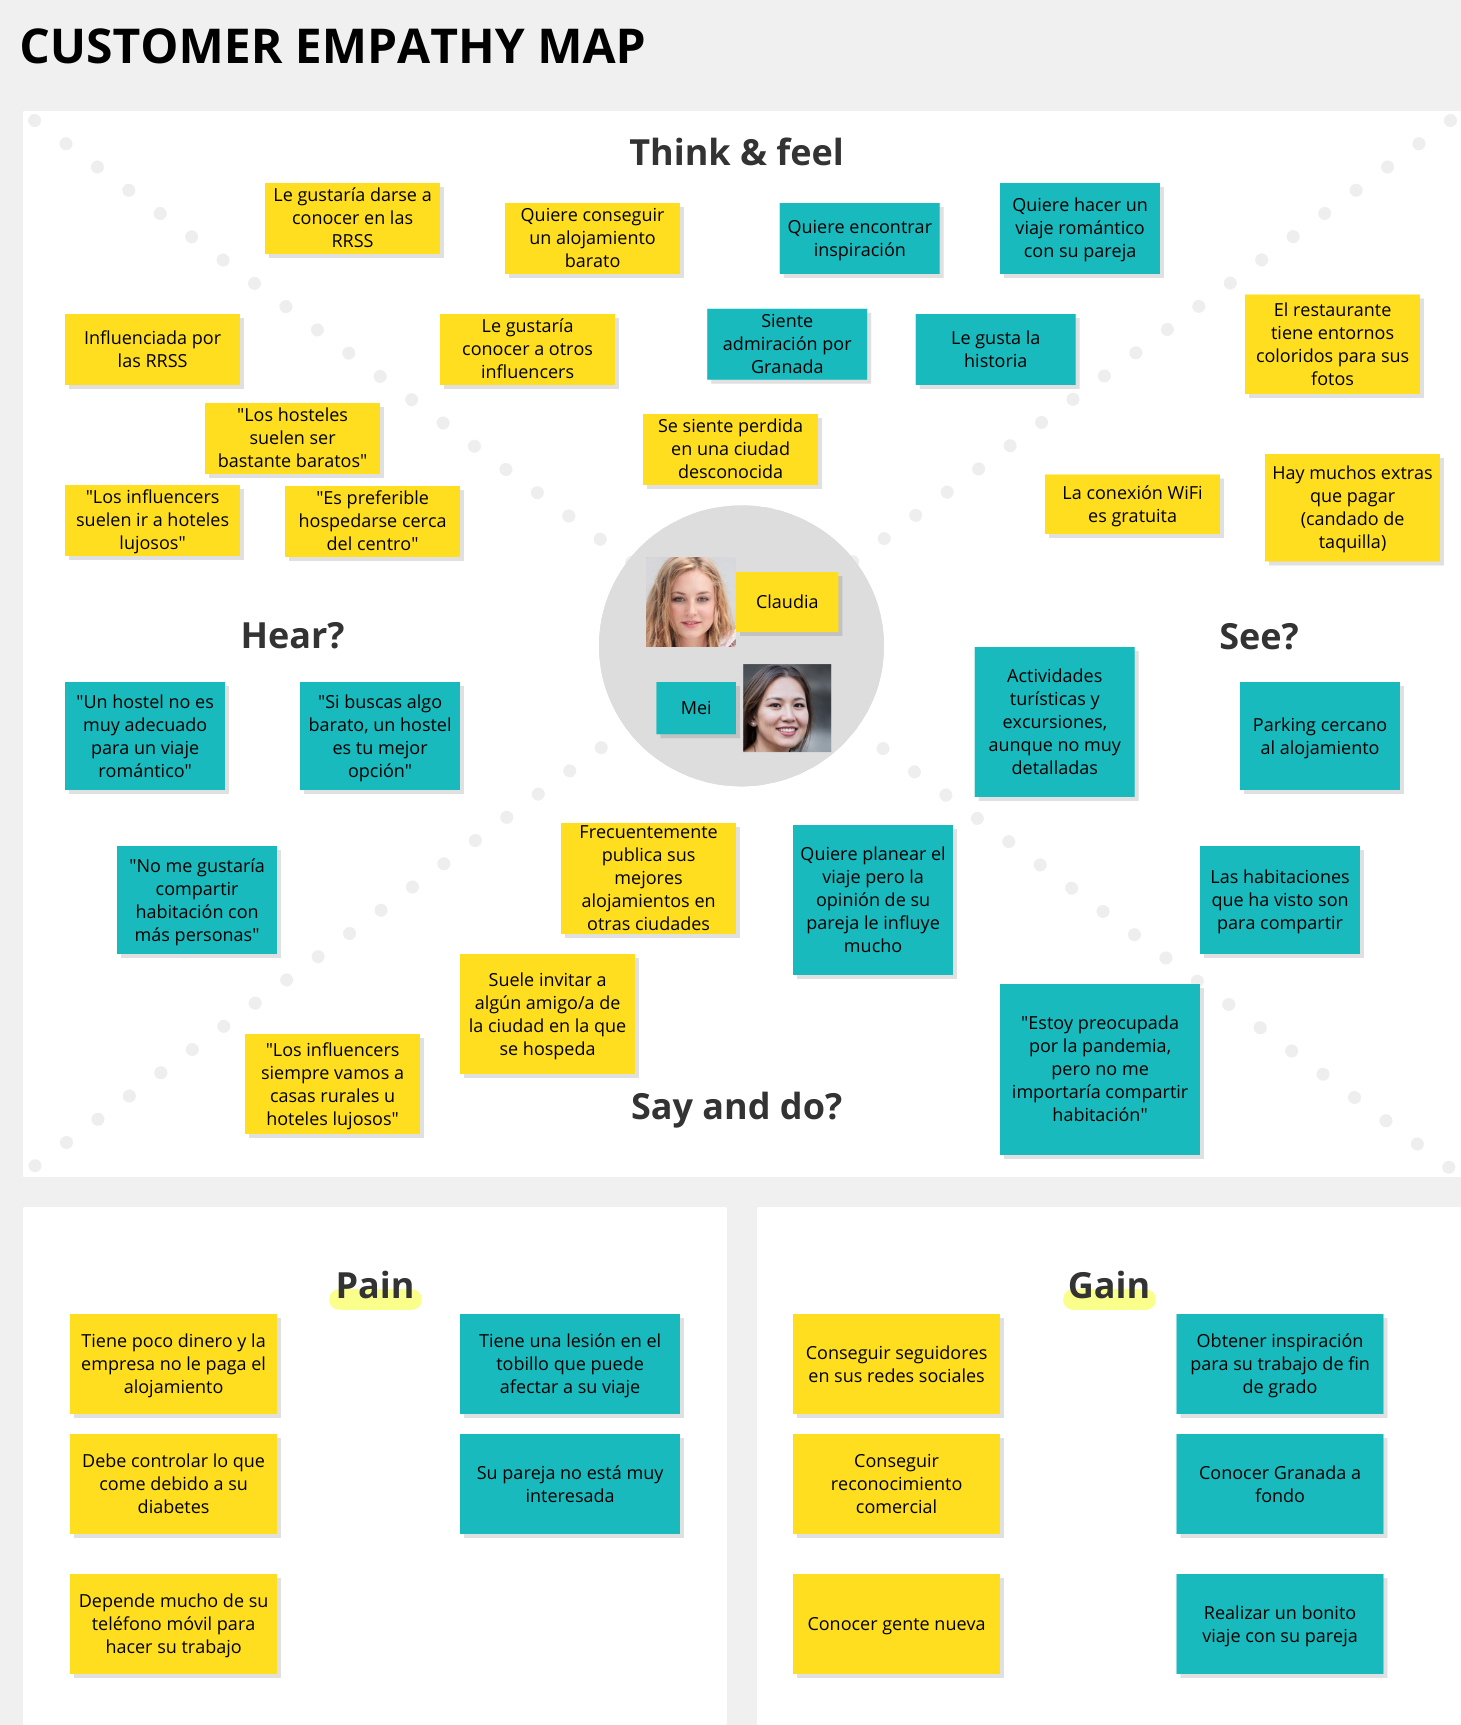 CUSTOMER EMPATHY MAP
Think & feel
Le gustaría darse a
conocer en las
RRSS
Quiere conseguir
un alojamiento
barato
Quiere encontrar
inspiración
Quiere hacer un
viaje romántico
con su pareja
Influenciada por
las RRSS
Le gustaría
conocer a otros
influencers
Siente
admiración por
Granada
Le gusta la
historia
El restaurante
tiene entornos
coloridos para sus
fotos
"Los hosteles
suelen ser
bastante baratos"
Se siente perdida
en una ciudad
desconocida
"Los influencers
suelen ir a hoteles
lujosos"
"Es preferible
hospedarse cerca
del centro"
La conexión WiFi
es gratuita
Hay muchos extras
que pagar
(candado de
taquilla)
Claudia
Mei
Hear?
See?
"Un hostel no es
muy adecuado
para un viaje
romántico"
"Si buscas algo
barato, un hostel
es tu mejor
opción"
Actividades
turísticas y
excursiones,
aunque no muy
detalladas
Parking cercano
al alojamiento
"No me gustaría
compartir
habitación con
más personas"
Frecuentemente
publica sus
mejores
alojamientos en
otras ciudades
Quiere planear el
viaje pero la
opinión de su
pareja le influye
mucho
Las habitaciones
que ha visto son
para compartir
Suele invitar a
algún amigo/a de
la ciudad en la que
se hospeda
"Los influencers
siempre vamos a
casas rurales u
hoteles lujosos"
"Estoy preocupada
por la pandemia,
pero no me
importaría compartir
habitación"
Say and do?
Pain
Tiene poco dinero y la
empresa no le paga el
alojamiento
Tiene una lesión en el
tobillo que puede
afectar a su viaje
Debe controlar lo que
come debido a su
diabetes
Su pareja no está muy
interesada
Depende mucho de su
teléfono móvil para
hacer su trabajo
Gain
Conseguir seguidores
en sus redes sociales
Obtener inspiración
para su trabajo de fin
de grado
Conseguir
reconocimiento
comercial
Conocer Granada a
fondo
Conocer gente nueva
Realizar un bonito
viaje con su pareja